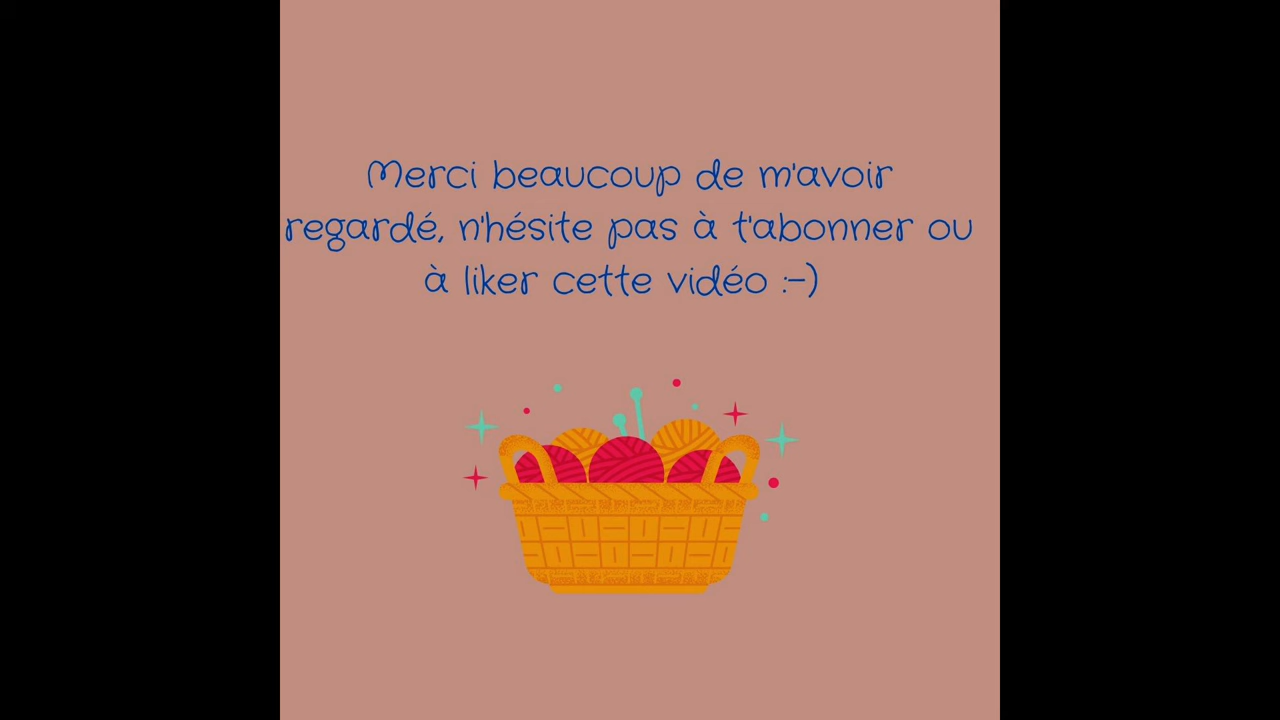 Merci beaucoup de m'avoir
regardé, n'hésite pas à t'abonner ou
à liker cette vidéo :-)